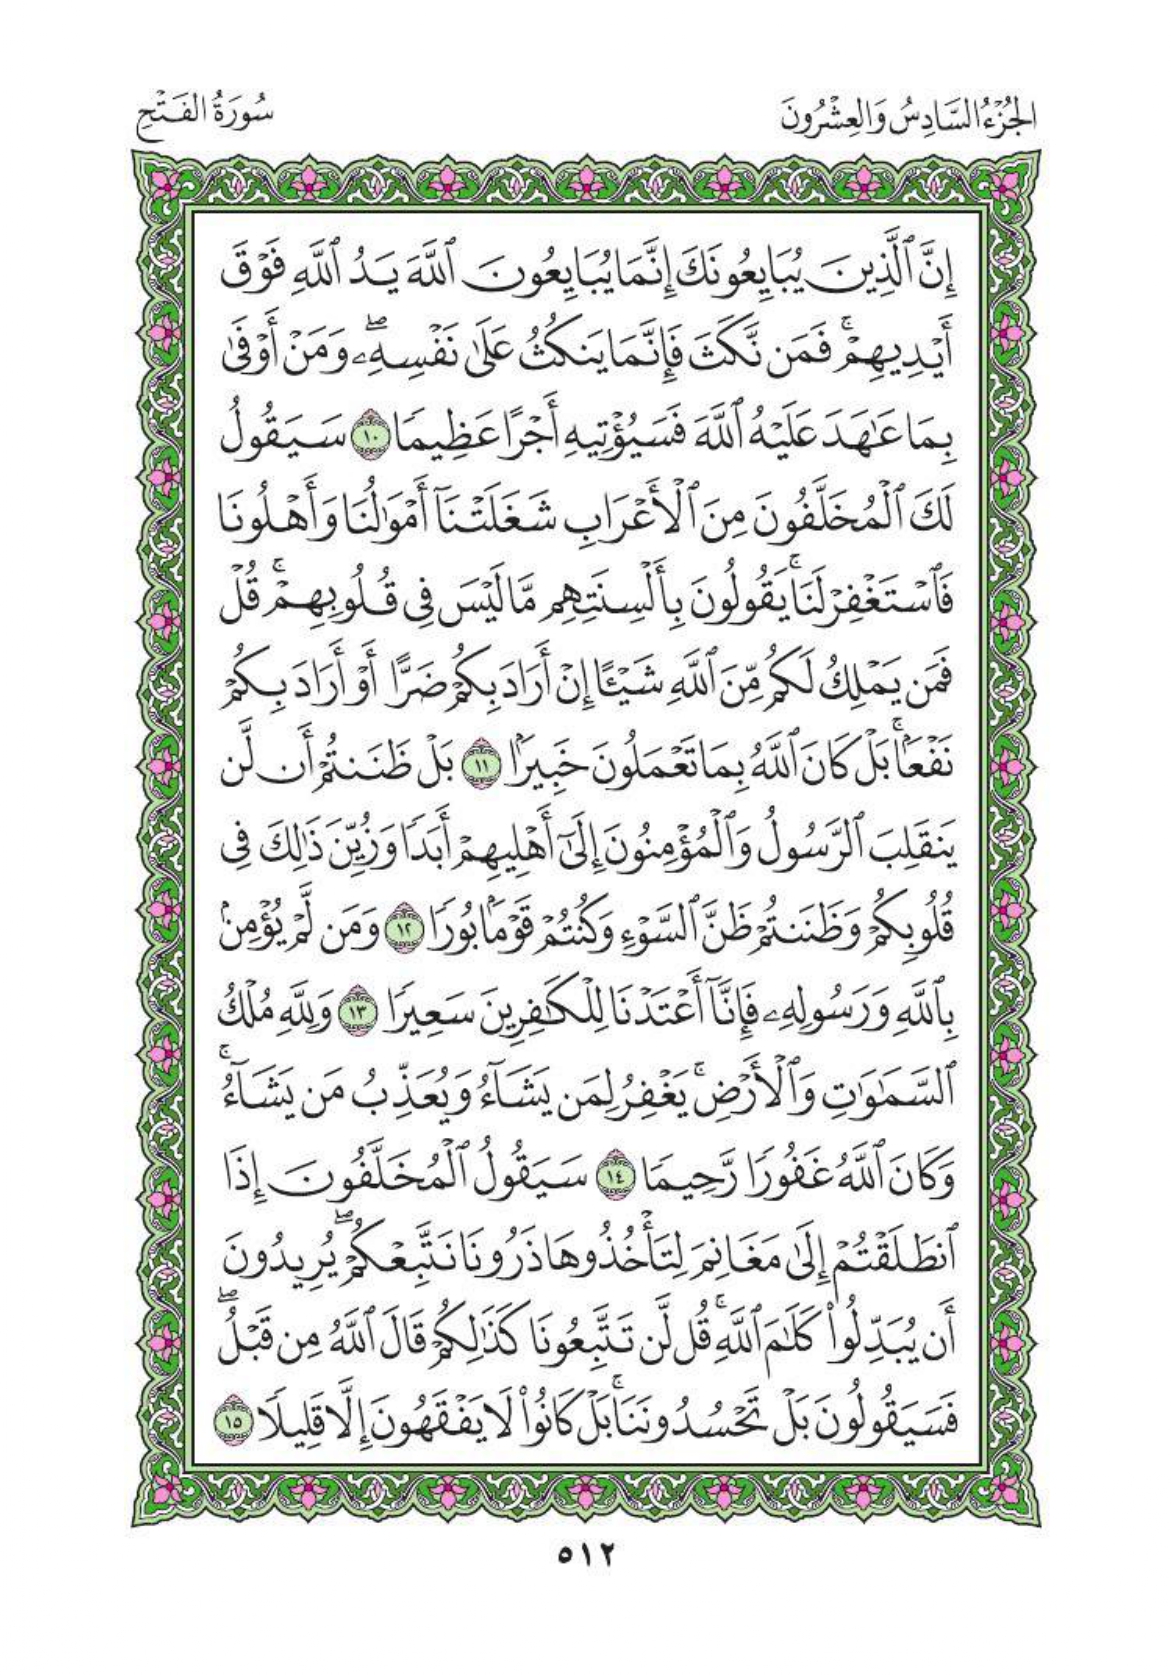 الجُزْءُ السَّادِسُ وَالعِشْرُونَ
سُورَةُ الفَتْحِ
إِنَّ ٱلَّذِينَ يُبَايِعُونَكَ إِنَّمَا يُبَايِعُونَ ٱللَّهَ يَدُ ٱللَّهِ فَوْقَ
أَيْدِيهِمْۚ فَمَن نَّكَثَ فَإِنَّمَا يَنكُثُ عَلَىٰ نَفْسِهِۦۖ وَمَنْ أَوْفَىٰ
بِمَا عَـٰهَدَ عَلَيْهُ ٱللَّهَ فَسَيُؤْتِيهِ أَجْرًا عَظِيمًا ١٠ سَيَقُولُ
لَكَ ٱلْمُخَلَّفُونَ مِنَ ٱلْأَعْرَابِ شَغَلَتْنَآ أَمْوَٰلُنَا وَأَهْلُونَا
فَٱسْتَغْفِرْ لَنَاۚ يَقُولُونَ بِأَلْسِنَتِهِم مَّا لَيْسَ فِى قُلُوبِهِمْۚ قُلْ
فَمَن يَمْلِكُ لَكُم مِّنَ ٱللَّهِ شَيْـًٔا إِنْ أَرَادَ بِكُمْ ضَرًّا أَوْ أَرَادَ بِكُمْ
نَفْعًۢاۚ بَلْ كَانَ ٱللَّهُ بِمَا تَعْمَلُونَ خَبِيرًۢا ١١ بَلْ ظَنَنتُمْ أَن لَّن
يَنقَلِبَ ٱلرَّسُولُ وَٱلْمُؤْمِنُونَ إِلَىٰٓ أَهْلِيهِمْ أَبَدًا وَزُيِّنَ ذَٰلِكَ فِى
قُلُوبِكُمْ وَظَنَنتُمْ ظَنَّ ٱلسَّوْءِ وَكُنتُمْ قَوْمًۢا بُورًا ١٢ وَمَن لَّمْ يُؤْمِنۢ
بِٱللَّهِ وَرَسُولِهِۦ فَإِنَّآ أَعْتَدْنَا لِلْكَـٰفِرِينَ سَعِيرًا ١٣ وَلِلَّهِ مُلْكُ
ٱلسَّمَـٰوَٰتِ وَٱلْأَرْضِۚ يَغْفِرُ لِمَن يَشَآءُ وَيُعَذِّبُ مَن يَشَآءُۚ
وَكَانَ ٱللَّهُ غَفُورًا رَّحِيمًا ١٤ سَيَقُولُ ٱلْمُخَلَّفُونَ إِذَا
ٱنطَلَقْتُمْ إِلَىٰ مَغَانِمَ لِتَأْخُذُوهَا ذَرُونَا نَتَّبِعْكُمْۖ يُرِيدُونَ
أَن يُبَدِّلُوا۟ كَلَـٰمَ ٱللَّهِۚ قُل لَّن تَتَّبِعُونَا كَذَٰلِكُمْ قَالَ ٱللَّهُ مِن قَبْلُۖ
فَسَيَقُولُونَ بَلْ تَحْسُدُونَنَاۚ بَلْ كَانُوا۟ لَا يَفْقَهُونَ إِلَّا قَلِيلًا ١٥
٥١٢